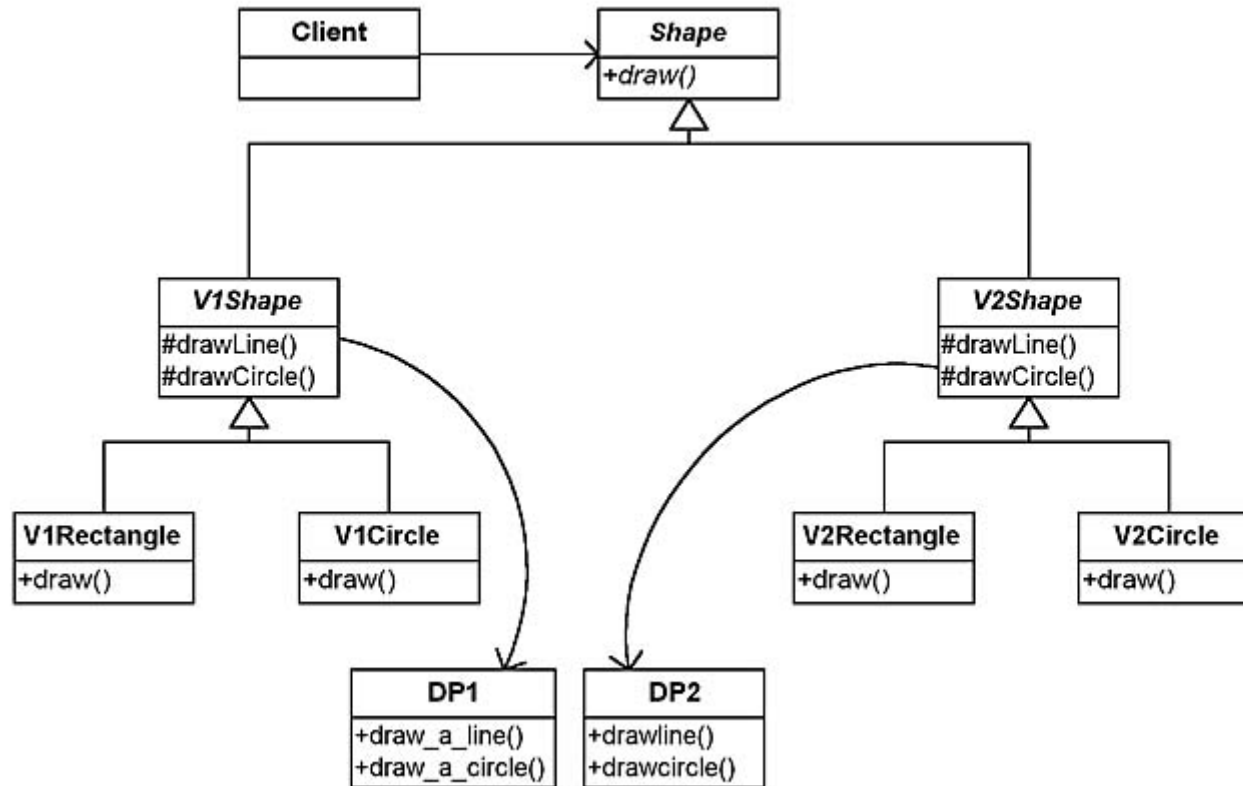 Client
Shape
+draw()
V1Shape
#drawLine()
#drawCircle()
V2Shape
#drawLine()
#drawCircle()
V1Rectangle
+draw()
V1Circle
+draw()
V2Rectangle
+draw()
V2Circle
+draw()
DP1
+draw_a_line()
+draw_a_circle()
DP2
+drawline()
+drawcircle()